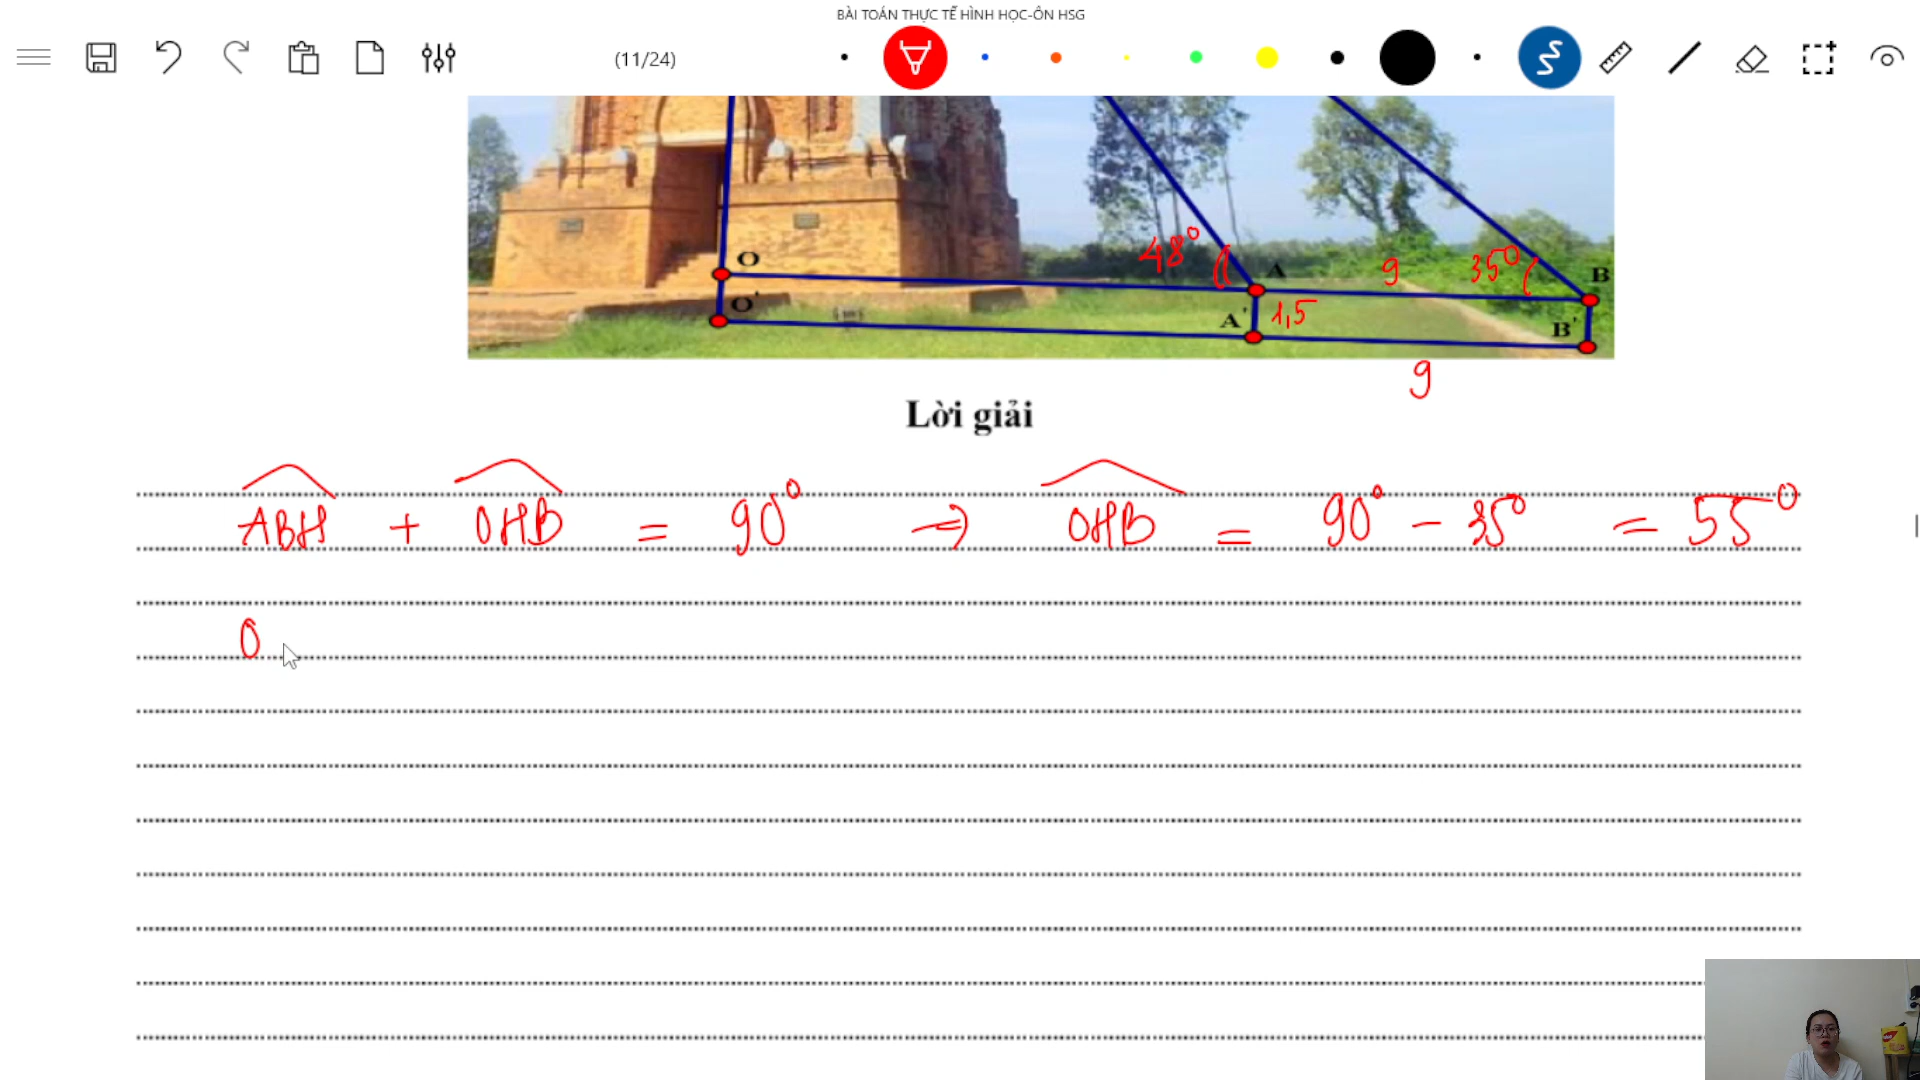 BÀI TOÁN THỰC TẾ HÌNH HỌC-ÔN HSG
(11/24)
O
48°
A
9
35°
B
O'
A'
1,5
B'
9
Lời giải
ABH + OHB = 90° => OHB = 90° - 35° = 55°
O